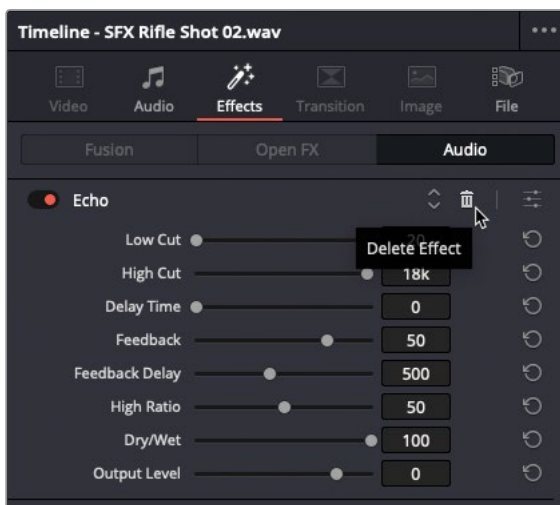 Timeline - SFX Rifle Shot 02.wav
Video Audio Effects Transition Image File
Fusion Open FX Audio
Echo
Delete Effect
Low Cut 20
High Cut 18k
Delay Time 0
Feedback 50
Feedback Delay 500
High Ratio 50
Dry/Wet 100
Output Level 0